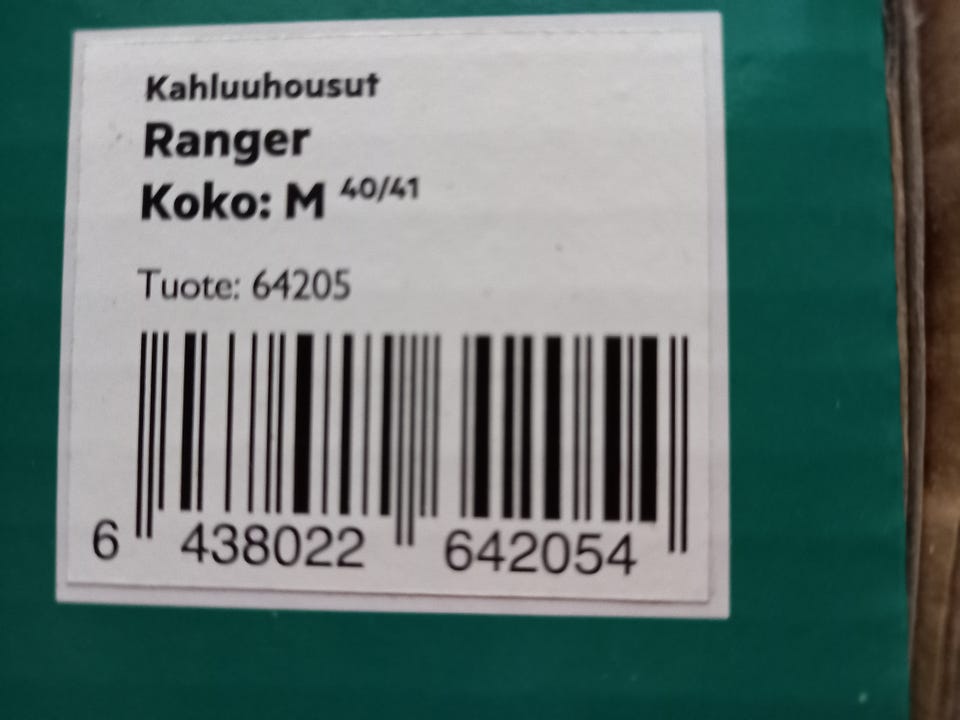 Kahluuhousut
Ranger
Koko: M 40/41
Tuote: 64205
6 438022 642054